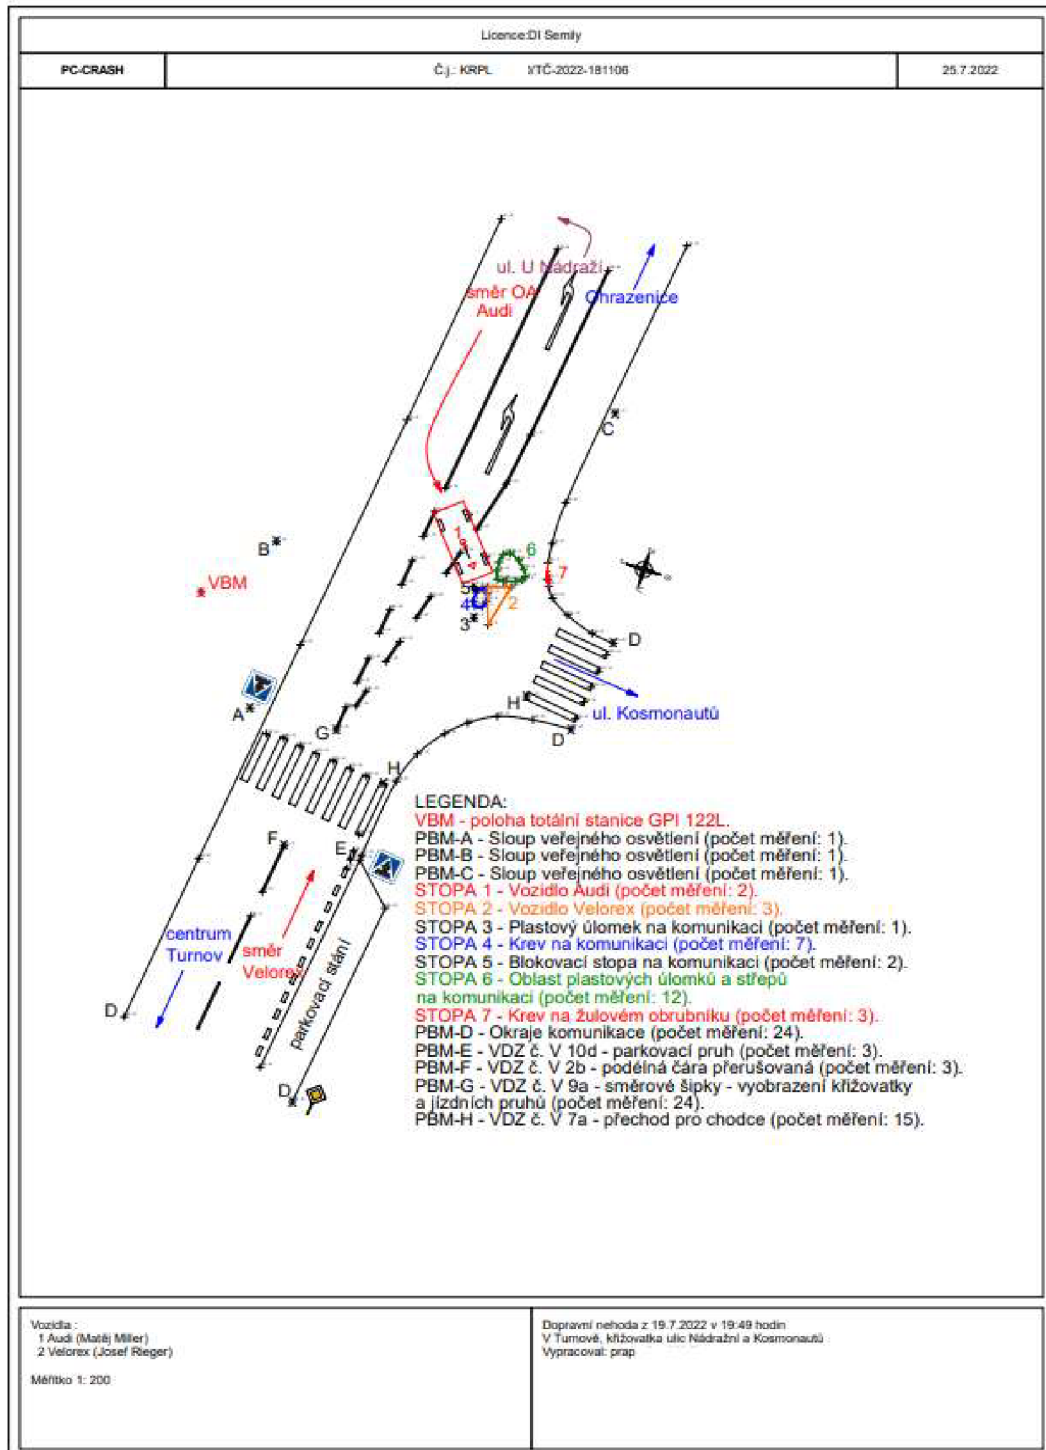 Licence:DI Semily
PC-CRASH
Č.j.: KRPL /TČ-2022-181106
25.7.2022
ul. U Nádraží
směr OA
Audi
Ohrazenice
C
B
VBM
1
6
5
4
2
7
3
D
H
ul. Kosmonautů
D
A
G
H
F
E
centrum
Turnov
směr
Velorex
parkovací stání
D
D
LEGENDA:
VBM - poloha totální stanice GPI 122L.
PBM-A - Sloup veřejného osvětlení (počet měření: 1).
PBM-B - Sloup veřejného osvětlení (počet měření: 1).
PBM-C - Sloup veřejného osvětlení (počet měření: 1).
STOPA 1 - Vozidlo Audi (počet měření: 2).
STOPA 2 - Vozidlo Velorex (počet měření: 3).
STOPA 3 - Plastový úlomek na komunikaci (počet měření: 1).
STOPA 4 - Krev na komunikaci (počet měření: 7).
STOPA 5 - Blokovací stopa na komunikaci (počet měření: 2).
STOPA 6 - Oblast plastových úlomků a střepů
na komunikaci (počet měření: 12).
STOPA 7 - Krev na žulovém obrubníku (počet měření: 3).
PBM-D - Okraje komunikace (počet měření: 24).
PBM-E - VDZ č. V 10d - parkovací pruh (počet měření: 3).
PBM-F - VDZ č. V 2b - podélná čára přerušovaná (počet měření: 3).
PBM-G - VDZ č. V 9a - směrové šipky - vyobrazení křižovatky
a jízdních pruhů (počet měření: 24).
PBM-H - VDZ č. V 7a - přechod pro chodce (počet měření: 15).
Vozidla :
1 Audi (Matěj Miller)
2 Velorex (Josef Rieger)
Měřítko 1: 200
Dopravní nehoda z 19.7.2022 v 19:49 hodin
V Turnově, křižovatka ulic Nádražní a Kosmonautů
Vypracoval: prap